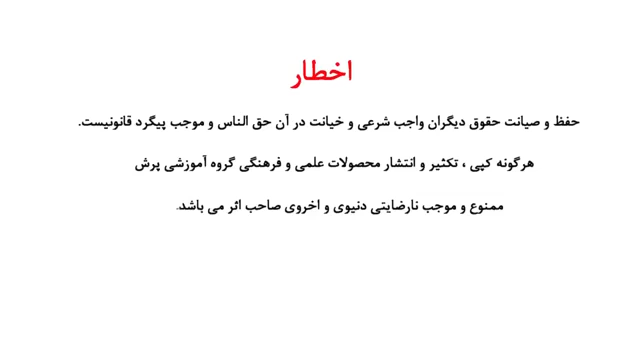 اخطار
حفظ و صیانت حقوق دیگران واجب شرعی و خیانت در آن حق الناس و موجب پیگرد قانونیست.
هرگونه کپی ، تکثیر و انتشار محصولات علمی و فرهنگی گروه آموزشی پرش
ممنوع و موجب نارضایتی دنیوی و اخروی صاحب اثر می باشد.